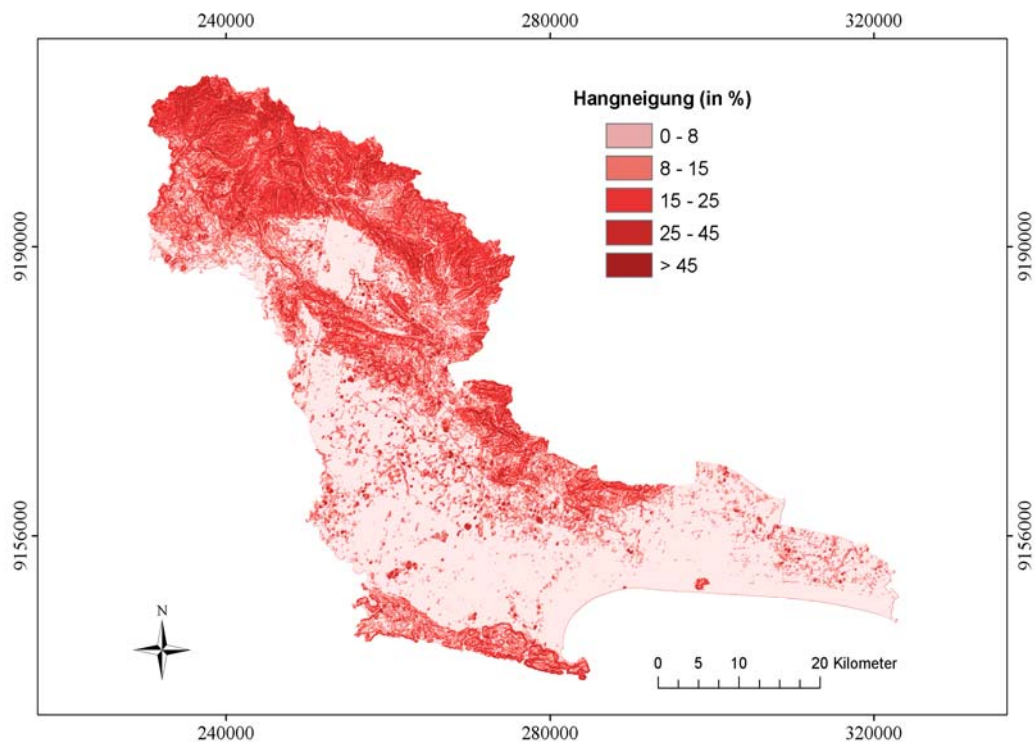 240000 280000 320000
Hangneigung (in %)
0 - 8
8 - 15
15 - 25
25 - 45
> 45
9190000 9190000
9156000 9156000
N
0 5 10 20 Kilometer
240000 280000 320000